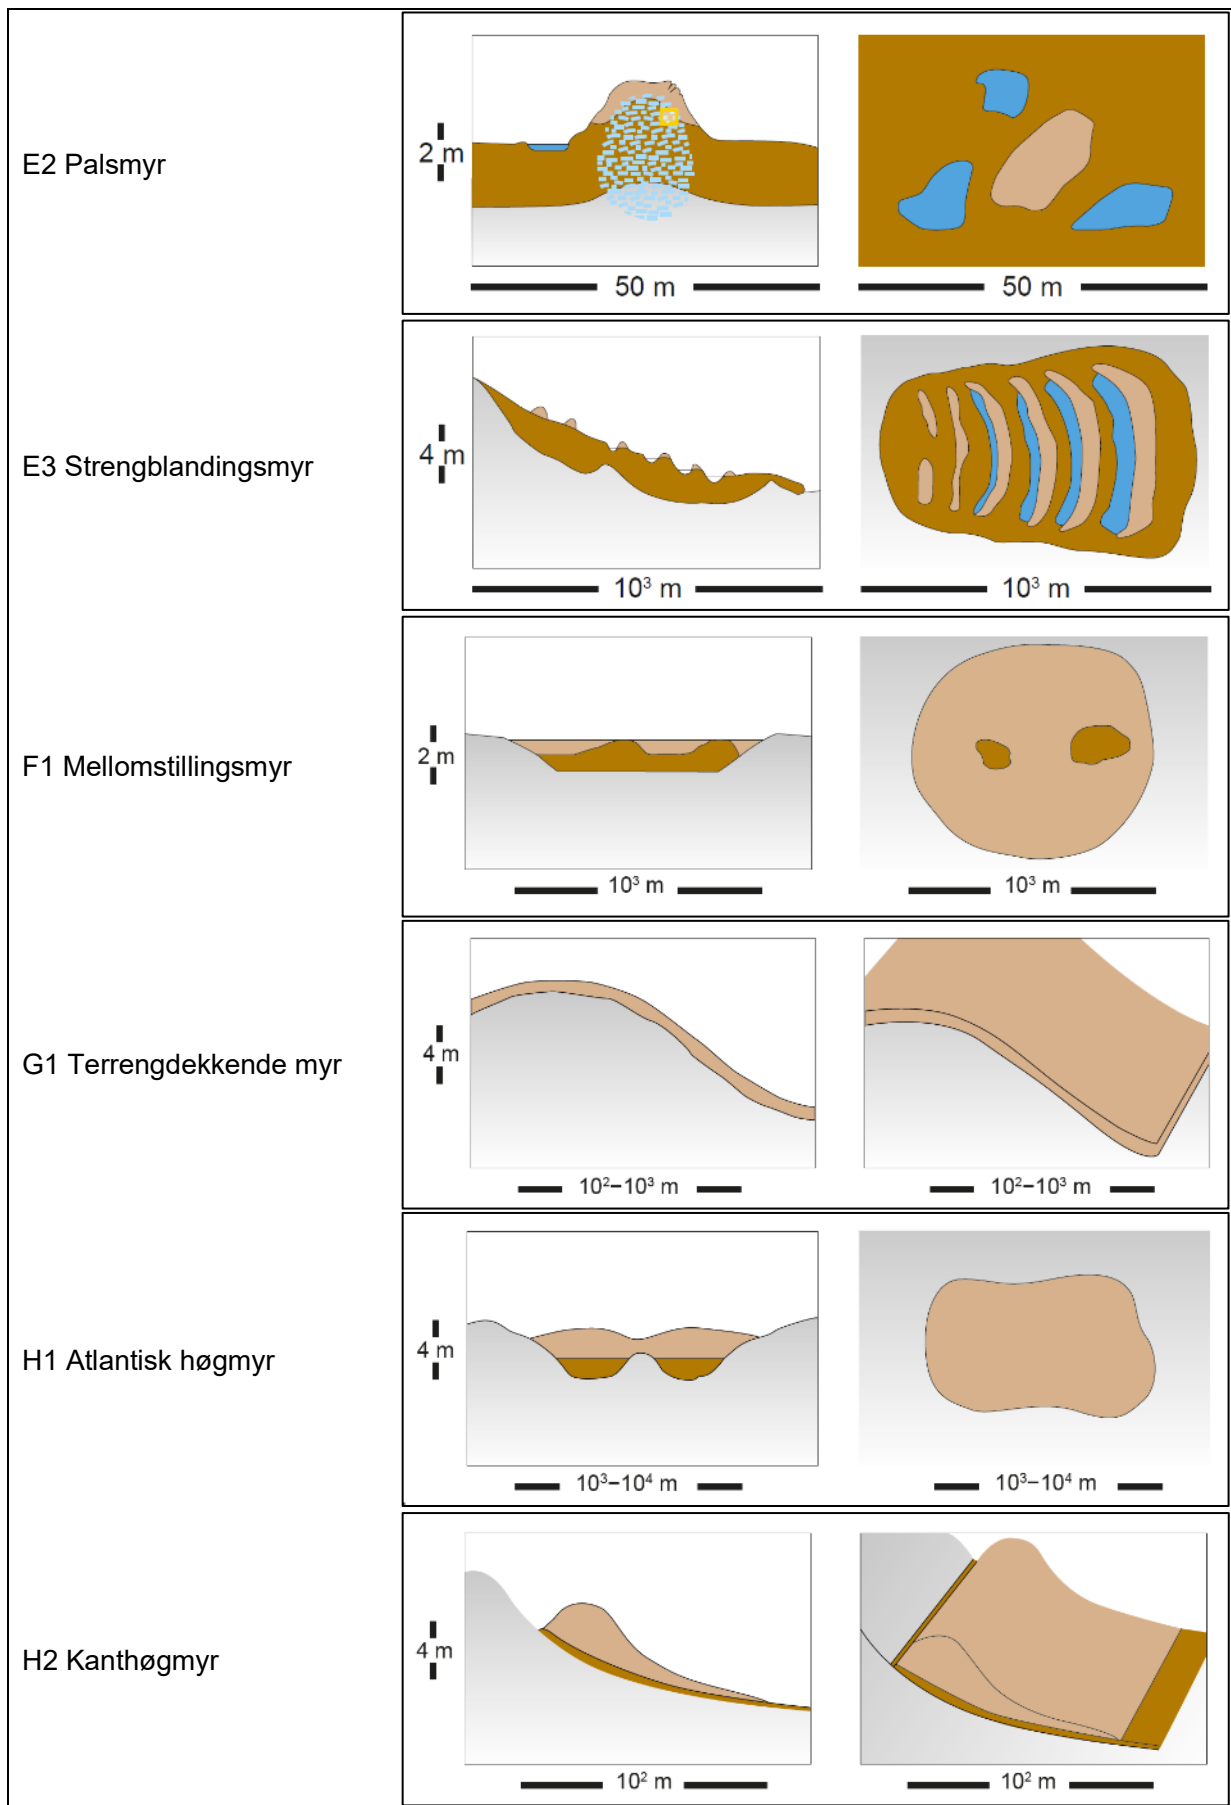 E2 Palsmyr
2 m
50 m
50 m
E3 Strengblandingsmyr
4 m
10³ m
10³ m
F1 Mellomstillingsmyr
2 m
10³ m
10³ m
G1 Terrengdekkende myr
4 m
10²–10³ m
10²–10³ m
H1 Atlantisk høgmyr
4 m
10³–10⁴ m
10³–10⁴ m
H2 Kanthøgmyr
4 m
10² m
10² m